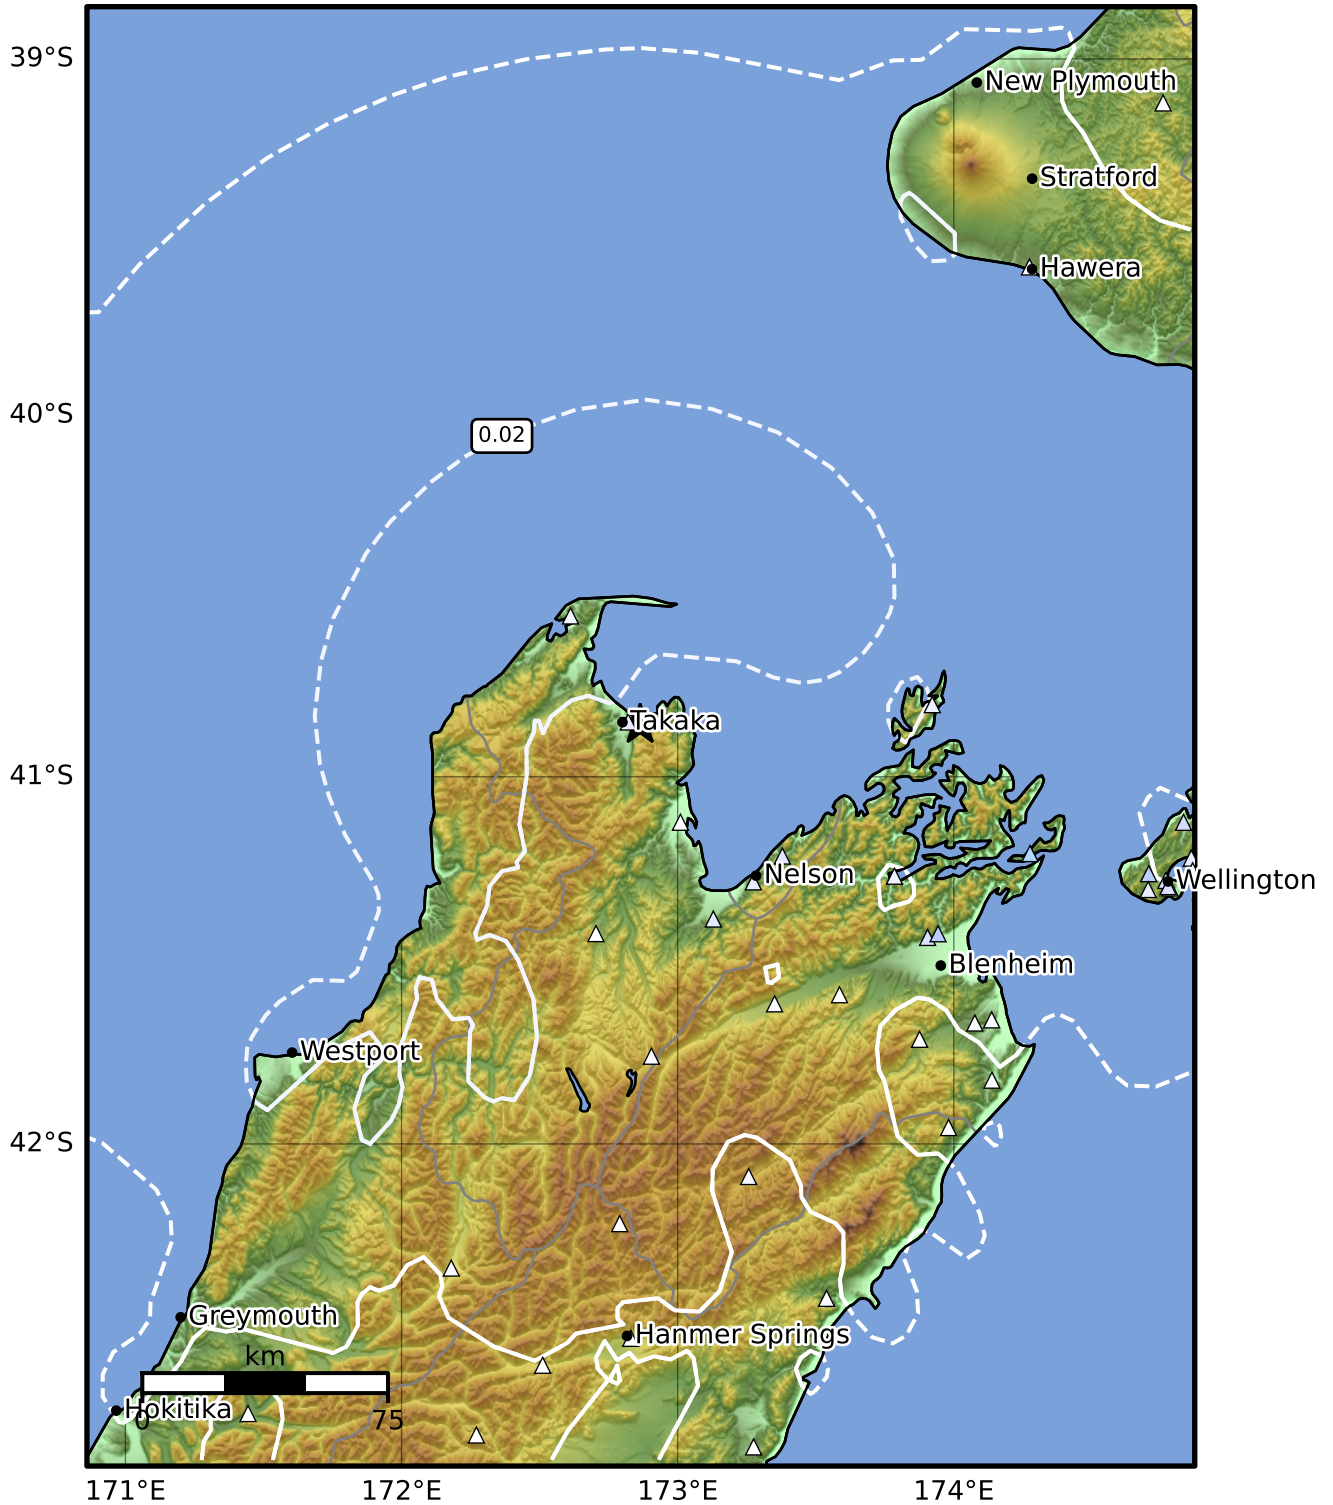 39°S
New Plymouth
Stratford
Hawera
40°S
0.02
Takaka
41°S
Nelson
Wellington
Blenheim
Westport
42°S
Greymouth
Hanmer Springs
km
Hokitika
0
75
171°E
172°E
173°E
174°E